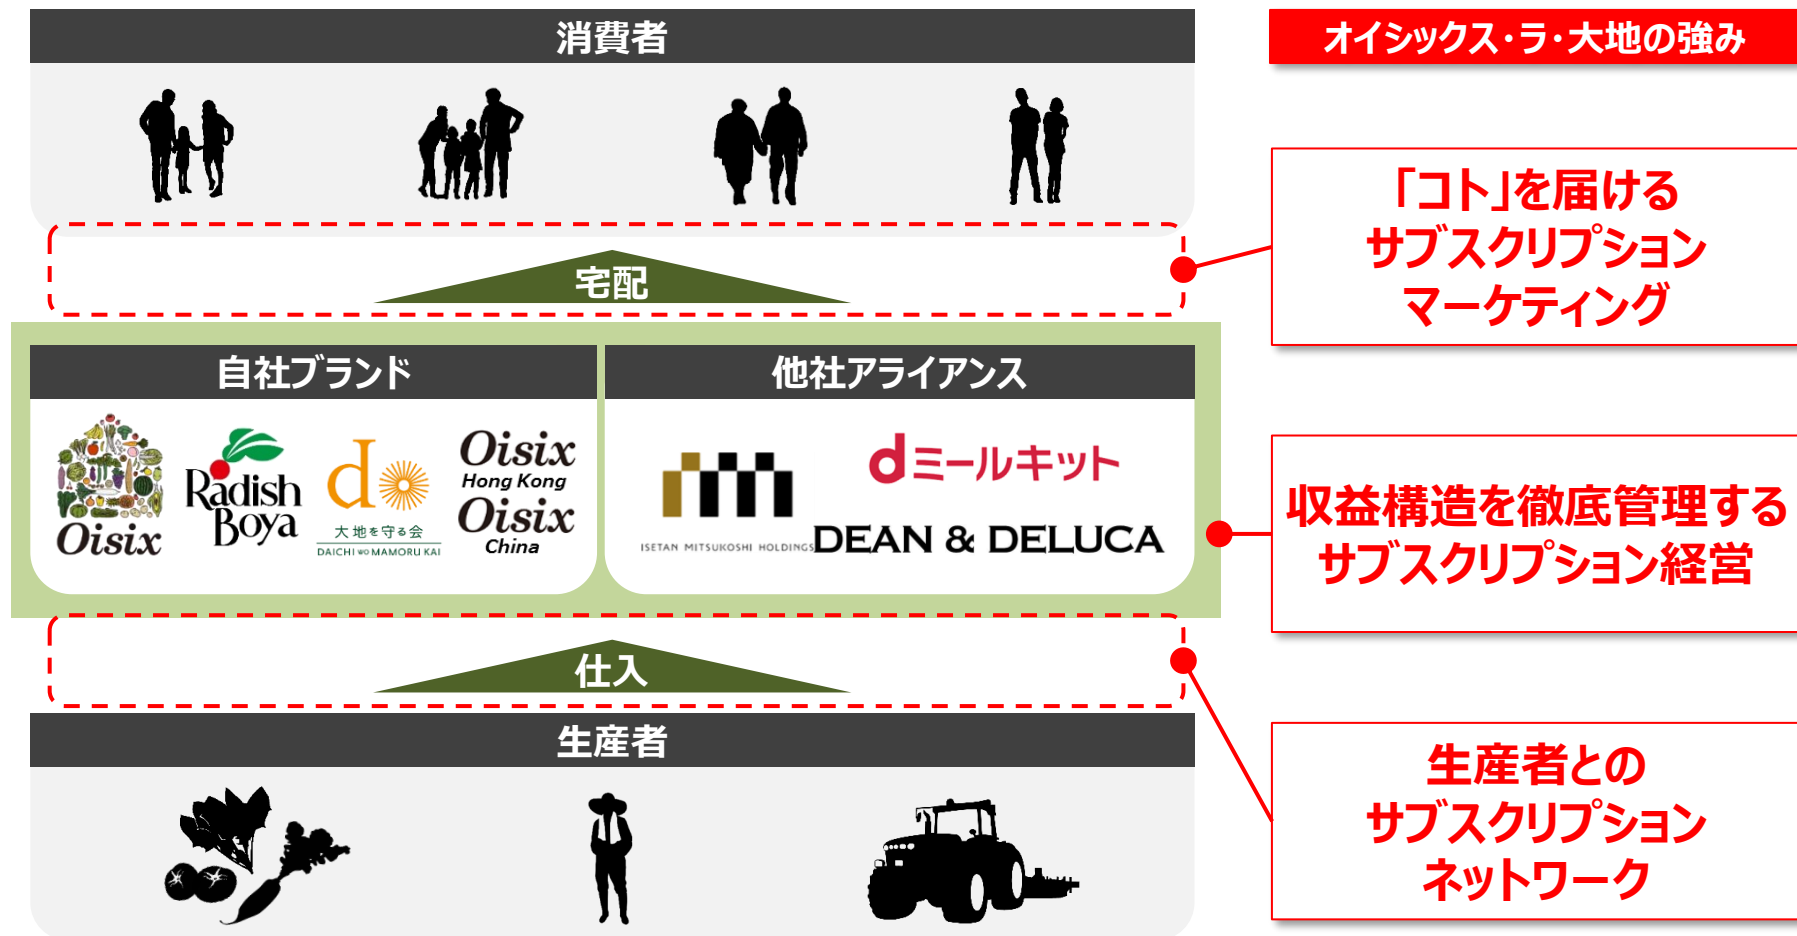 消費者
オイシックス・ラ・大地の強み
「コト」を届ける
サブスクリプション
マーケティング
宅配
自社ブランド
他社アライアンス
Oisix
Radish
Boya
d
大地を守る会
DAICHI WO MAMORU KAI
Oisix
Hong Kong
Oisix
China
ISETAN MITSUKOSHI HOLDINGS
dミールキット
DEAN & DELUCA
収益構造を徹底管理する
サブスクリプション経営
仕入
生産者
生産者との
サブスクリプション
ネットワーク